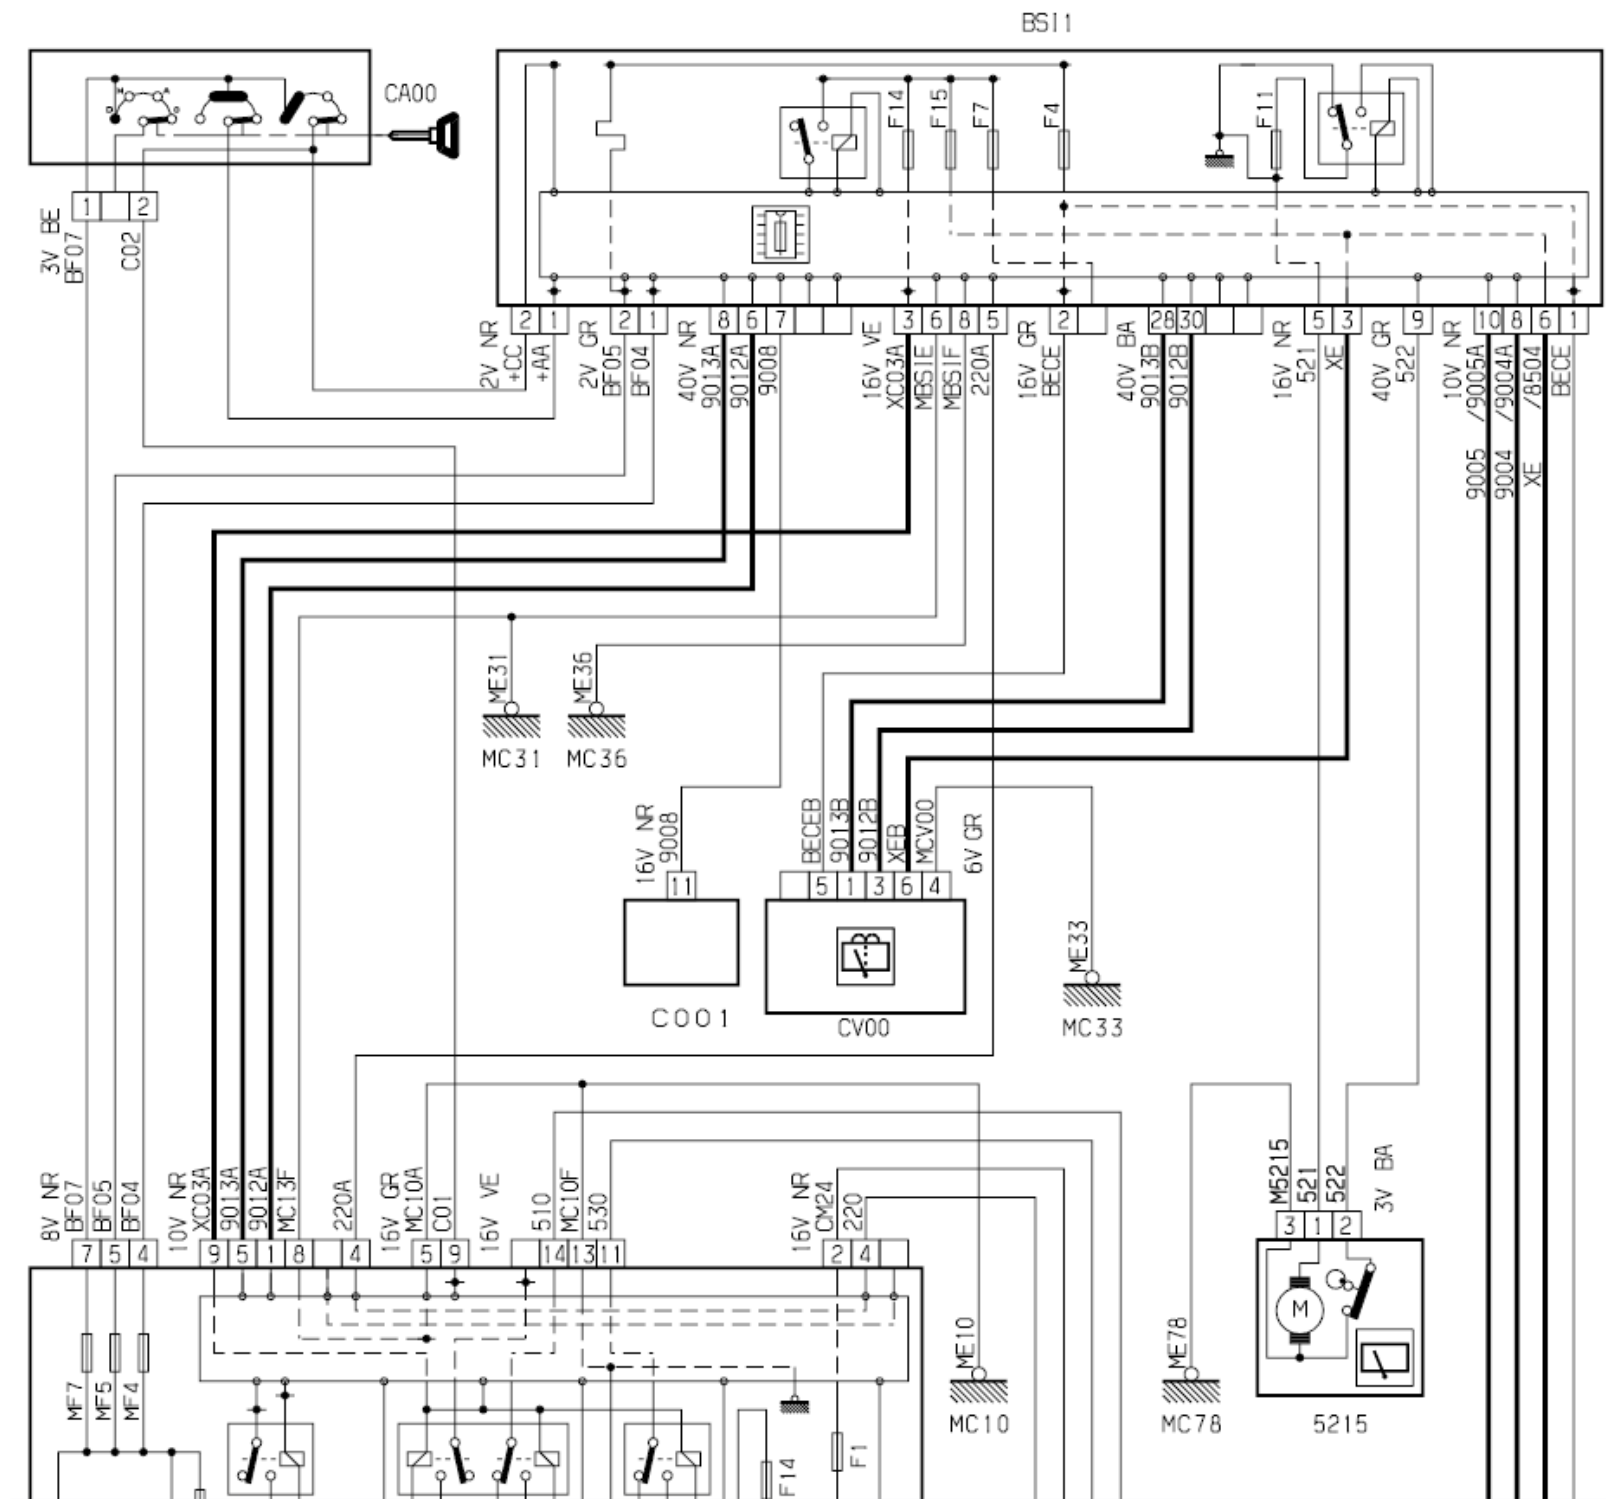 BSI1
CA00
N A
D
F14 F15 F7 F4 F11
1 2
3V BE BF07 C02
2 1 2 1 8 6 7 3 6 8 5 2 28 30 5 3 9 10 8 6 1
2V NR +CC +AA
2V GR BF05 BF04
40V NR 9013A 9012A 9008
16V VE XC03A MBSIE MBSIF 220A
16V GR BECE
40V BA 9013B 9012B
16V NR 521 XE
40V GR 522
10V NR 9005 /9005A 9004 /9004A XE /8504 BECE
ME31 ME36
MC31 MC36
16V NR 9008
BECEB 9013B 9012B XEB MCV00 6V GR
11 5 1 3 6 4
ME33
C001 CV00 MC33
8V NR BF07 BF05 BF04
10V NR XC03A 9013A 9012A MC13F 220A
16V GR MC10A C01
16V VE 510 MC10F 530
16V NR CM24 220
M5215 521 522 3V BA
3 1 2
7 5 4 9 5 1 8 4 5 9 14 13 11 2 4
M
MF7 MF5 MF4
ME10 ME78
MC10 MC78 5215
F14 F1